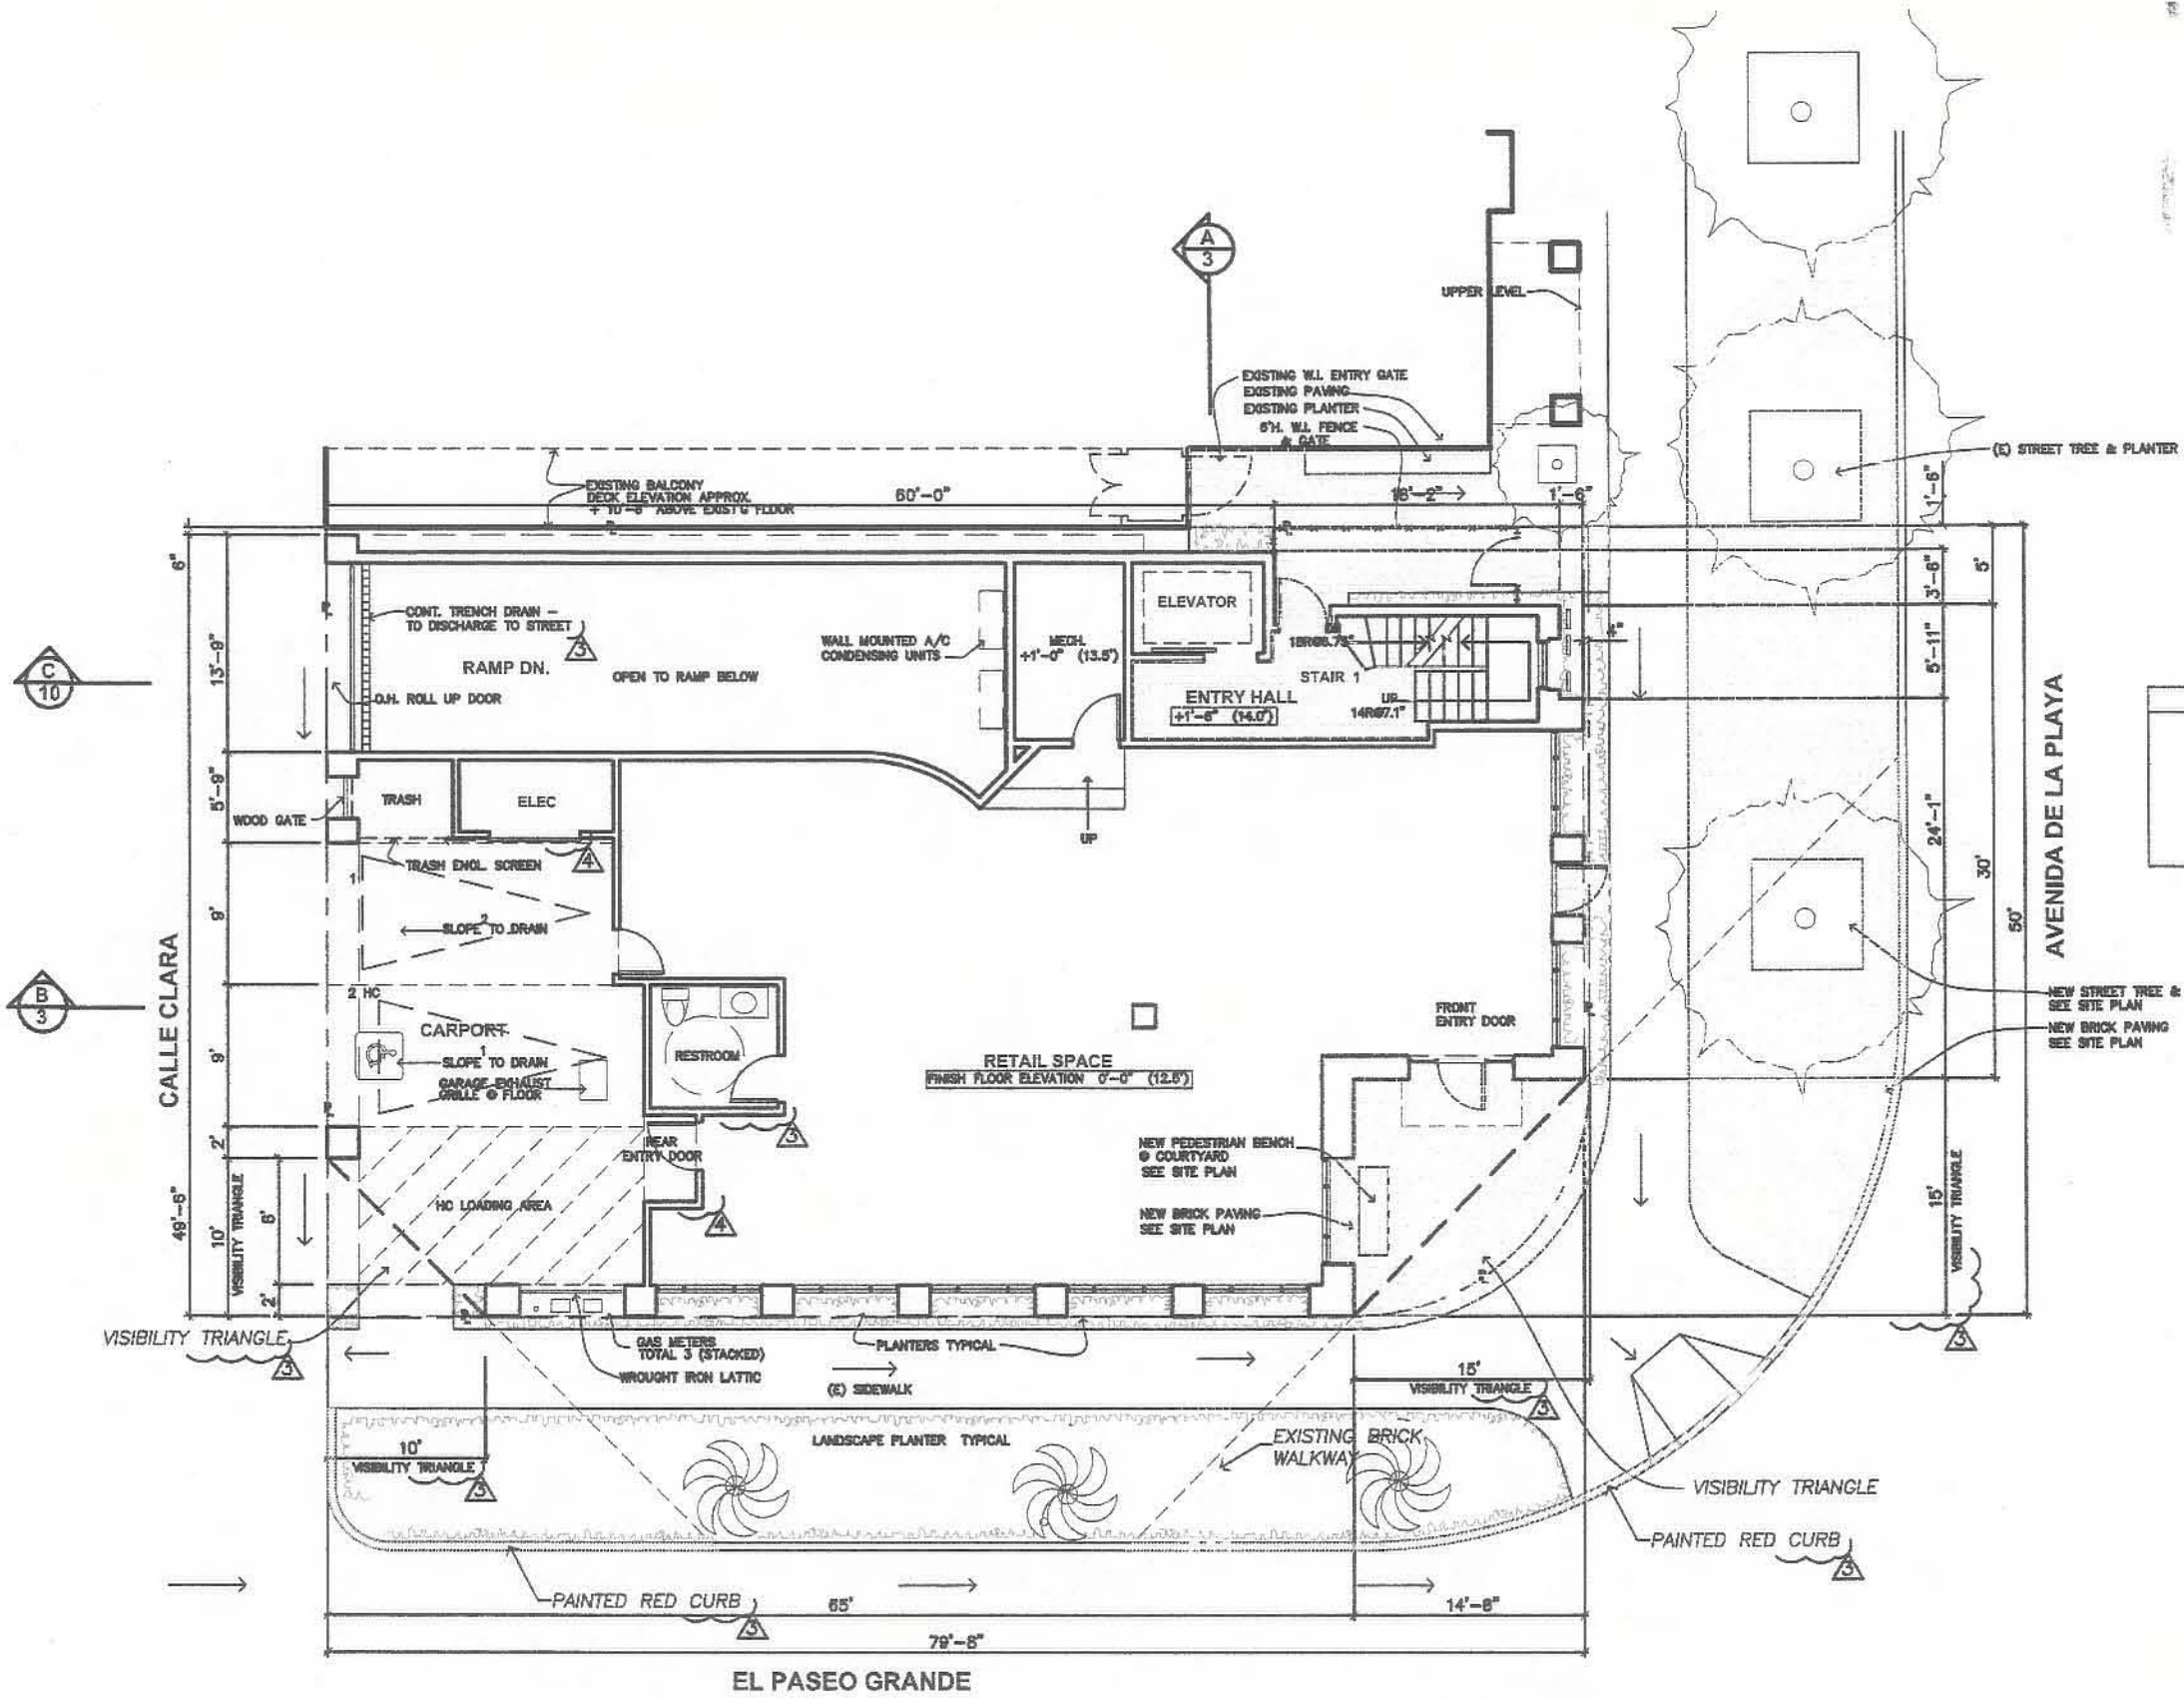 A
3
UPPER LEVEL
EXISTING W.I. ENTRY GATE
EXISTING PAVING
EXISTING PLANTER
6'H. W.I. FENCE
& GATE
(E) STREET TREE & PLANTER
EXISTING BALCONY
DECK ELEVATION APPROX.
ABOVE EXIST'G FLOOR
60'-0"
18'-2"
1'-6"
1'-6"
6"
CONT. TRENCH DRAIN -
TO DISCHARGE TO STREET
3
RAMP DN.
OPEN TO RAMP BELOW
O.H. ROLL UP DOOR
WALL MOUNTED A/C
CONDENSING UNITS
MECH.
+1'-0" (13.5')
ELEVATOR
STAIR 1
ENTRY HALL
+1'-6" (14.0')
UP
14R@7.1"
4"
3'-6"
5'
5'-11"
C
10
13'-9"
5'-9"
WOOD GATE
TRASH
ELEC
4
TRASH ENCL. SCREEN
UP
24'-1"
30'
50'
AVENIDA DE LA PLAYA
1
2
SLOPE TO DRAIN
9'
CALLE CLARA
B
3
2 HC
CARPORT
1
SLOPE TO DRAIN
GARAGE EXHAUST
GRILLE @ FLOOR
9'
RESTROOM
3
RETAIL SPACE
FINISH FLOOR ELEVATION 0'-0" (12.5')
FRONT
ENTRY DOOR
NEW STREET TREE &
SEE SITE PLAN
NEW BRICK PAVING
SEE SITE PLAN
2'
REAR
ENTRY DOOR
NEW PEDESTRIAN BENCH
@ COURTYARD
SEE SITE PLAN
NEW BRICK PAVING
SEE SITE PLAN
HC LOADING AREA
4
49'-6"
10'
VISIBILITY TRIANGLE
8'
2'
15'
VISIBILITY TRIANGLE
3
VISIBILITY TRIANGLE
3
GAS METERS
TOTAL 3 (STACKED)
WROUGHT IRON LATTIC
PLANTERS TYPICAL
(E) SIDEWALK
15'
VISIBILITY TRIANGLE
3
LANDSCAPE PLANTER TYPICAL
EXISTING BRICK
WALKWAY
10'
VISIBILITY TRIANGLE
3
VISIBILITY TRIANGLE
PAINTED RED CURB
3
PAINTED RED CURB
3
65'
14'-8"
79'-8"
EL PASEO GRANDE